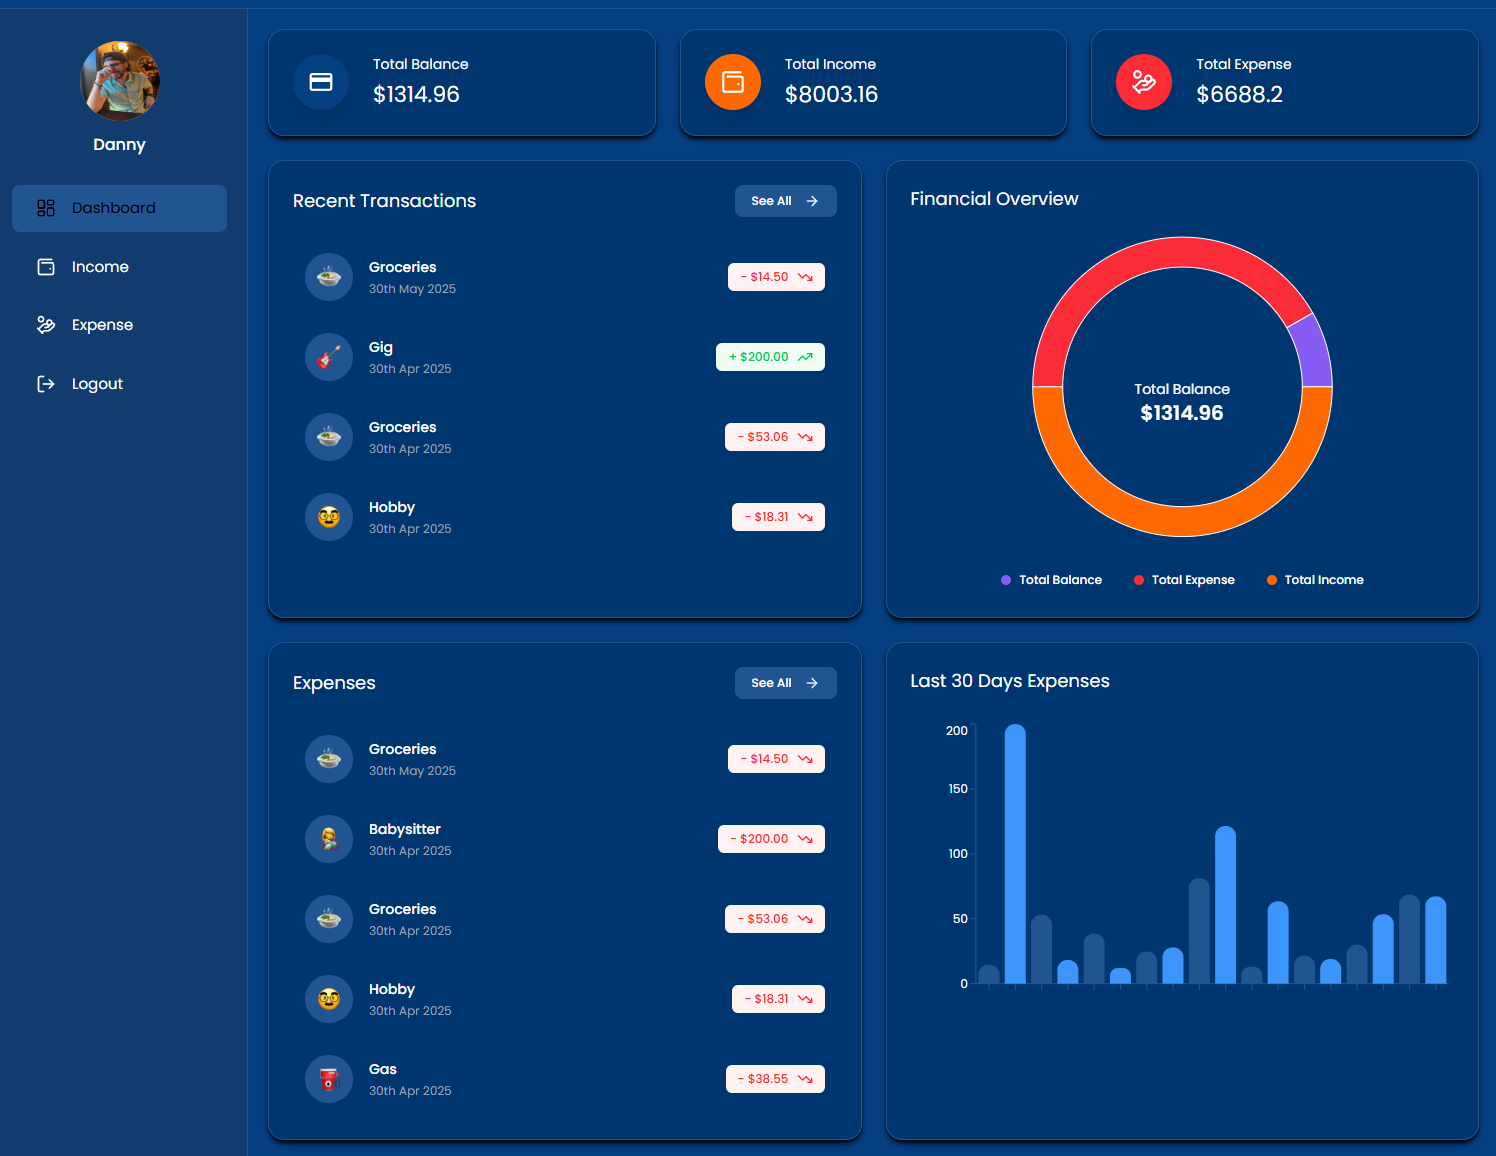 Danny
Dashboard
Income
Expense
Logout
Total Balance
$1314.96
Total Income
$8003.16
Total Expense
$6688.2
Recent Transactions
See All
Groceries
30th May 2025
- $14.50
Gig
30th Apr 2025
+ $200.00
Groceries
30th Apr 2025
- $53.06
Hobby
30th Apr 2025
- $18.31
Financial Overview
Total Balance
$1314.96
Total Balance
Total Expense
Total Income
Expenses
See All
Groceries
30th May 2025
- $14.50
Babysitter
30th Apr 2025
- $200.00
Groceries
30th Apr 2025
- $53.06
Hobby
30th Apr 2025
- $18.31
Gas
30th Apr 2025
- $38.55
Last 30 Days Expenses
200
150
100
50
0